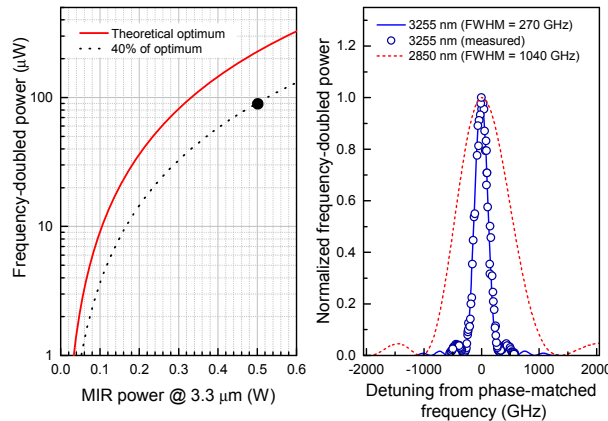 Frequency-doubled power (μW)
100
10
1
Theoretical optimum
40% of optimum
0.0 0.1 0.2 0.3 0.4 0.5 0.6
MIR power @ 3.3 μm (W)
Normalized frequency-doubled power
1.2
1.0
0.8
0.6
0.4
0.2
0.0
3255 nm (FWHM = 270 GHz)
3255 nm (measured)
2850 nm (FWHM = 1040 GHz)
-2000 -1000 0 1000 2000
Detuning from phase-matched
frequency (GHz)